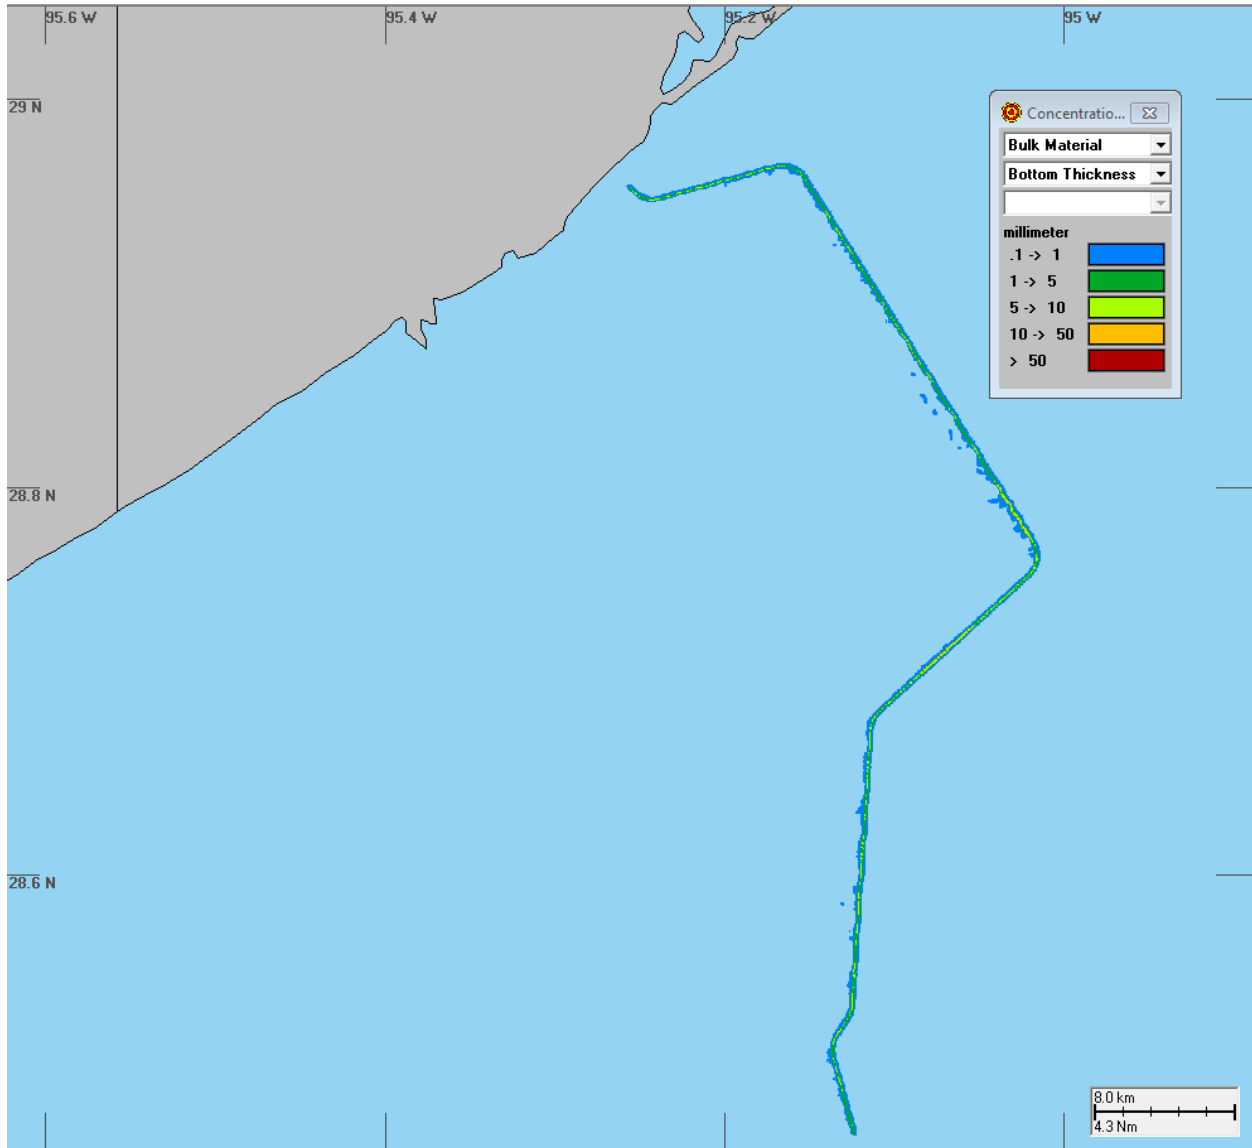 95.6 W
95.4 W
95.2 W
95 W
29 N
Concentratio...
Bulk Material
Bottom Thickness
millimeter
.1 -> 1
1 -> 5
5 -> 10
10 -> 50
> 50
28.8 N
28.6 N
8.0 km
4.3 Nm